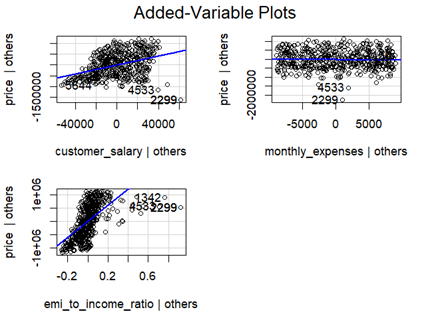 Added-Variable Plots
price | others
-1500000
5644
4533
2299
-40000 0 40000
customer_salary | others
price | others
-2000000
4533
2299
-5000 0 5000
monthly_expenses | others
price | others
-1e+06 1e+06
1342
4533
2299
-0.2 0.2 0.6
emi_to_income_ratio | others